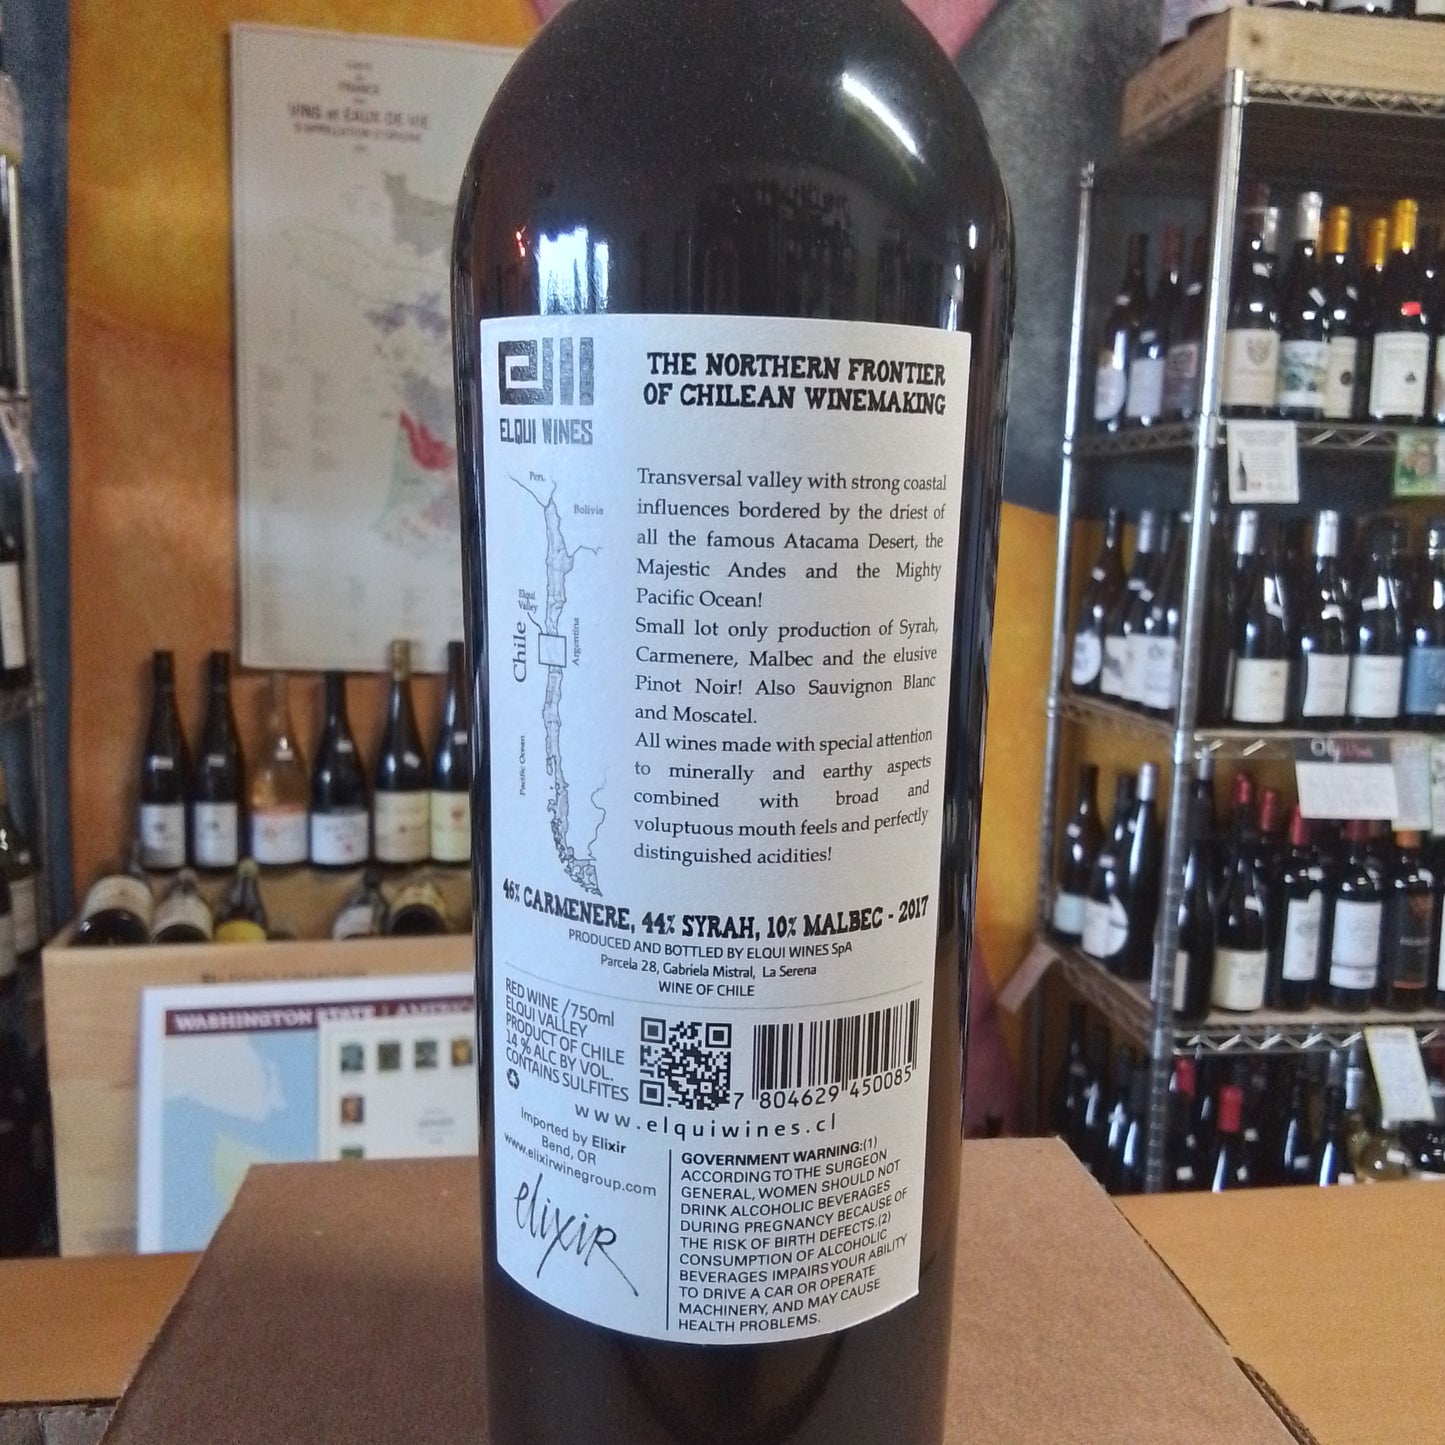 VINS et EAUX DE VIE
D'APPELLATION D'ORIGINE
ELQUI WINES
THE NORTHERN FRONTIER
OF CHILEAN WINEMAKING
Peru
Bolivia
Elqui
Valley
Chile
Argentina
Pacific Ocean
Transversal valley with strong coastal
influences bordered by the driest of
all the famous Atacama Desert, the
Majestic Andes and the Mighty
Pacific Ocean!
Small lot only production of Syrah,
Carmenere, Malbec and the elusive
Pinot Noir! Also Sauvignon Blanc
and Moscatel.
All wines made with special attention
to minerally and earthy aspects
combined with broad and
voluptuous mouth feels and perfectly
distinguished acidities!
46% CARMENERE, 44% SYRAH, 10% MALBEC - 2017
PRODUCED AND BOTTLED BY ELQUI WINES SpA
Parcela 28, Gabriela Mistral, La Serena
WINE OF CHILE
RED WINE /750ml
ELQUI VALLEY
PRODUCT OF CHILE
14 % ALC BY VOL.
CONTAINS SULFITES
7 804629 450085
www.elquiwines.cl
Imported by Elixir
Bend, OR
www.elixirwinegroup.com
elixir
GOVERNMENT WARNING:(1)
ACCORDING TO THE SURGEON
GENERAL, WOMEN SHOULD NOT
DRINK ALCOHOLIC BEVERAGES
DURING PREGNANCY BECAUSE OF
THE RISK OF BIRTH DEFECTS.(2)
CONSUMPTION OF ALCOHOLIC
BEVERAGES IMPAIRS YOUR ABILITY
TO DRIVE A CAR OR OPERATE
MACHINERY, AND MAY CAUSE
HEALTH PROBLEMS.
WASHINGTON STATE | AMERIC